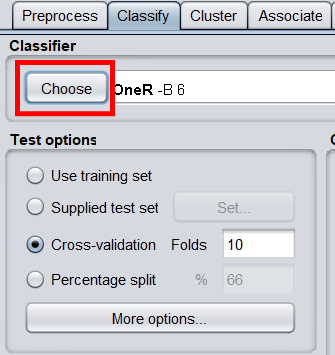 Preprocess Classify Cluster Associate
Classifier
Choose OneR -B 6
Test options
Use training set
Supplied test set Set...
Cross-validation Folds 10
Percentage split % 66
More options...